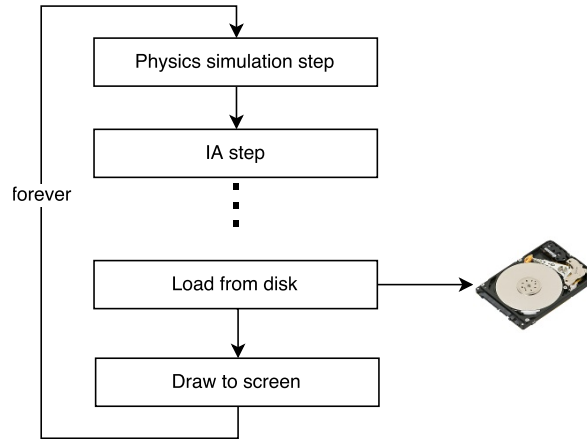 Physics simulation step
IA step
forever
Load from disk
Draw to screen